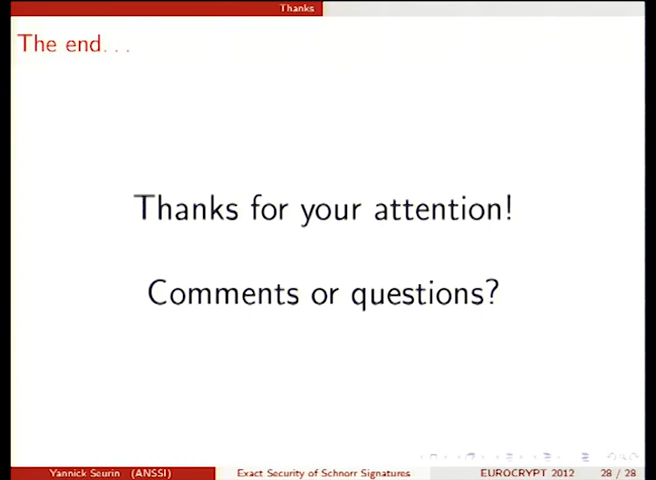 Thanks
The end...
Thanks for your attention!
Comments or questions?
Yannick Seurin (ANSSI) Exact Security of Schnorr Signatures EUROCRYPT 2012 28 / 28